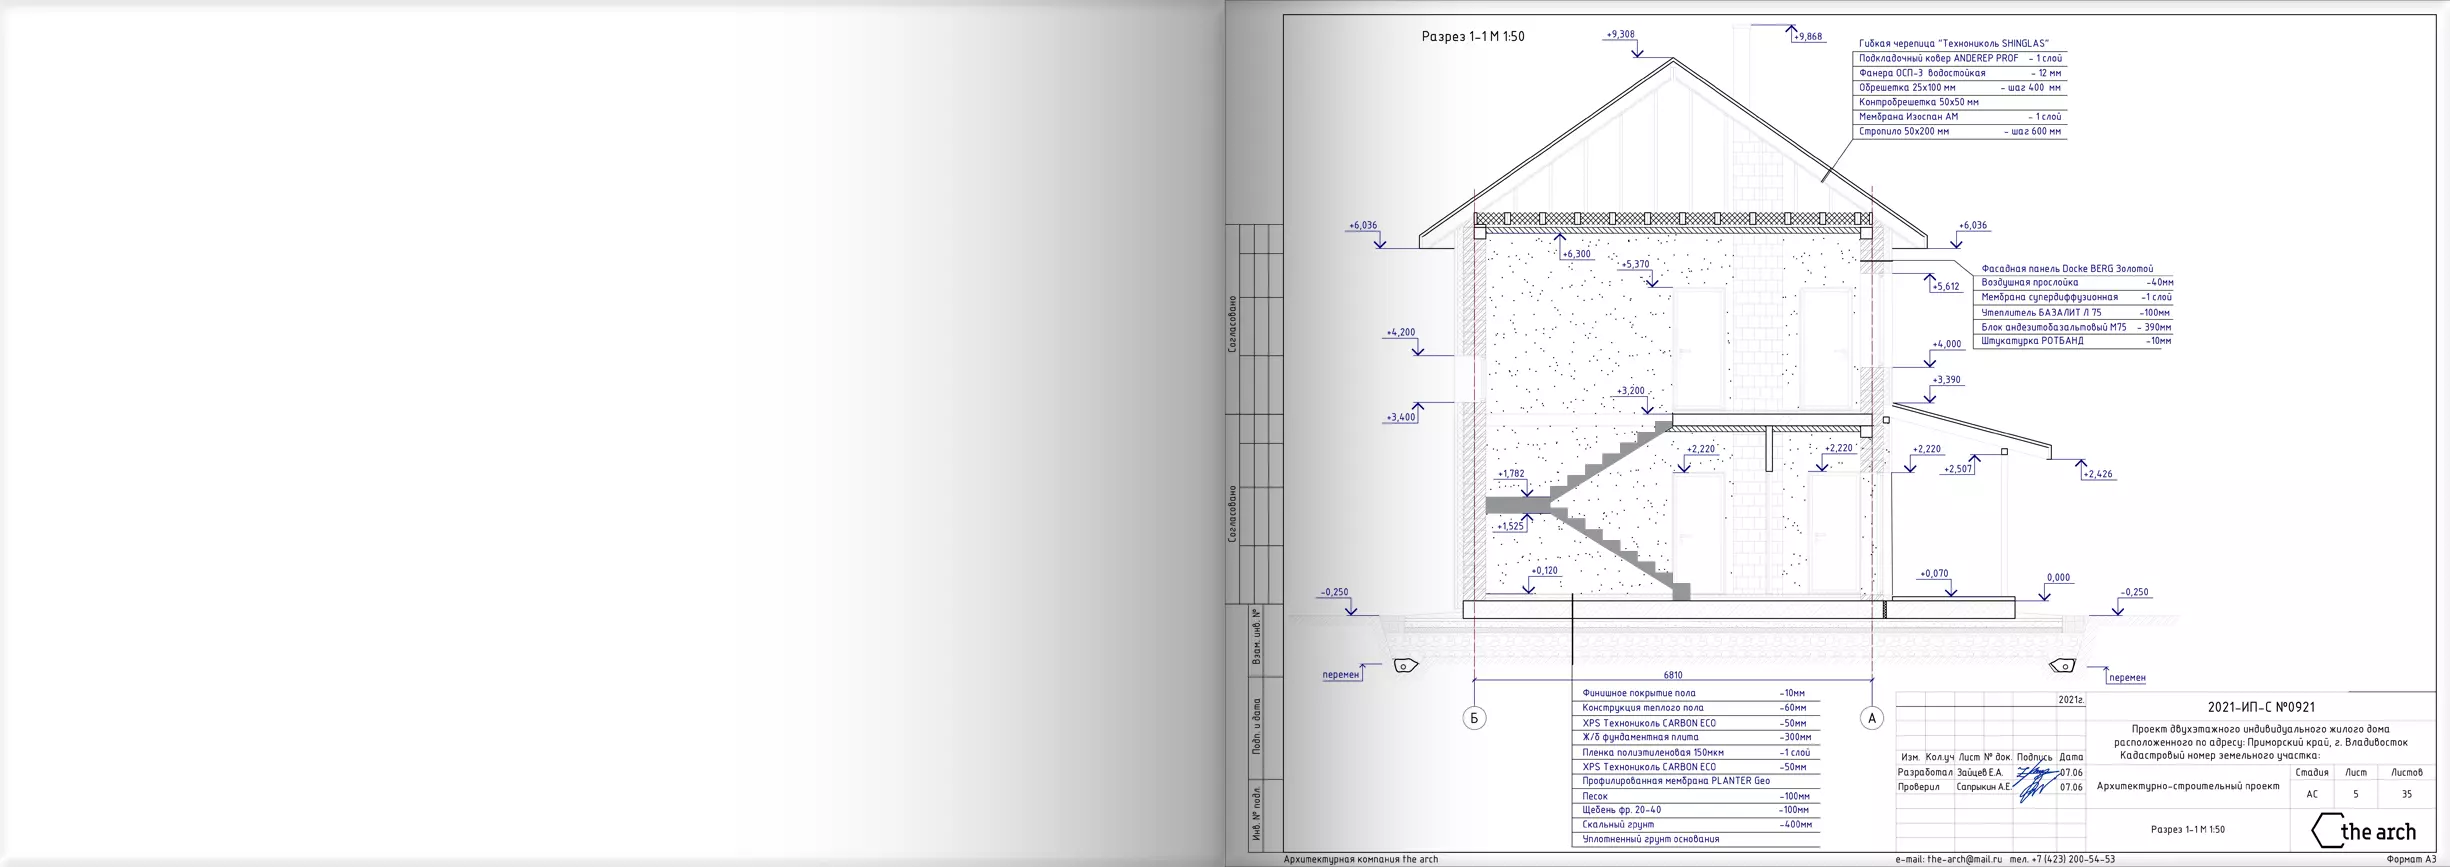 Разрез 1-1 М 1:50
+9,308
+9,868
Гибкая черепица "Технониколь SHINGLAS"
Подкладочный ковер ANDEREP PROF - 1 слой
Фанера ОСП-3 водостойкая - 12 мм
Обрешетка 25х100 мм - шаг 400 мм
Контробрешетка 50х50 мм
Мембрана Изоспан АМ - 1 слой
Стропило 50х200 мм - шаг 600 мм
+6,036
+6,036
+6,300
+5,370
Фасадная панель Docke BERG Золотой
Воздушная прослойка -40мм
Мембрана супердиффузионная -1 слой
Утеплитель БАЗАЛИТ Л 75 -100мм
Блок андезитобазальтовый М75 - 390мм
Штукатурка РОТБАНД -10мм
+5,612
+4,200
+4,000
+3,390
+3,200
+3,400
+2,220
+2,220
+2,220
+2,507
+2,426
+1,782
+1,525
+0,120
+0,070
0,000
-0,250
-0,250
перемен
перемен
6810
Б
А
Финишное покрытие пола -10мм
Конструкция теплого пола -60мм
XPS Технониколь CARBON ECO -50мм
Ж/б фундаментная плита -300мм
Пленка полиэтиленовая 150мкм -1 слой
XPS Технониколь CARBON ECO -50мм
Профилированная мембрана PLANTER Geo
Песок -100мм
Щебень фр. 20-40 -100мм
Скальный грунт -400мм
Уплотненный грунт основания
Согласовано
Согласовано
Взам. инв. №
Подп. и дата
Инв. № подл.
2021г.
2021-ИП-С №0921
Проект двухэтажного индивидуального жилого дома
расположенного по адресу: Приморский край, г. Владивосток
Кадастровый номер земельного участка:
Изм. Кол.уч Лист № док. Подпись Дата
Разработал Зайцев Е.А. 07.06
Проверил Сапрыкин А.Е. 07.06
Архитектурно-строительный проект
Стадия Лист Листов
АС 5 35
Разрез 1-1 М 1:50
the arch
Архитектурная компания the arch
e-mail: the-arch@mail.ru тел. +7 (423) 200-54-53
Формат А3